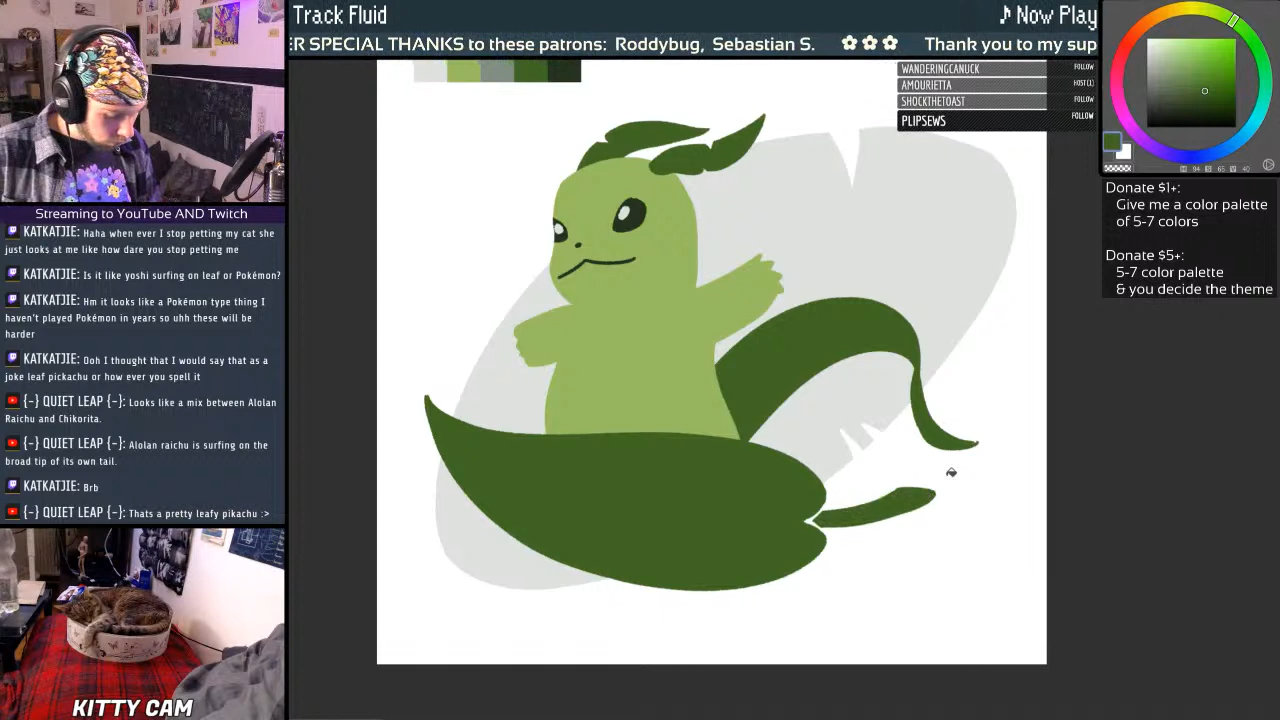 Track Fluid
♪ Now Play
ER SPECIAL THANKS to these patrons: Roddybug, Sebastian S. ✿ ✿ ✿ Thank you to my sup
WANDERINGCANUCK FOLLOW
AMOURIETTA HOST (1)
SHOCKTHETOAST FOLLOW
PLIPSEWS FOLLOW
H 94 S 65 V 40
Donate $1+:
Give me a color palette
of 5-7 colors
Donate $5+:
5-7 color palette
& you decide the theme
Streaming to YouTube AND Twitch
KATKATJIE: Haha when ever I stop petting my cat she
just looks at me like how dare you stop petting
me
KATKATJIE: Is it like yoshi surfing on leaf or Pokémon?
KATKATJIE: Hm it looks like a Pokémon type thing I
haven't played Pokémon in years so uhh these will be
harder
KATKATJIE: Ooh I thought that I would say that as a
joke leaf pickachu or how ever you spell it
{-} QUIET LEAP {-}: Looks like a mix between Alolan
Raichu and Chikorita.
{-} QUIET LEAP {-}: Alolan raichu is surfing on the
broad tip of its own tail.
KATKATJIE: Brb
{-} QUIET LEAP {-}: Thats a pretty leafy pikachu :>
KITTY CAM